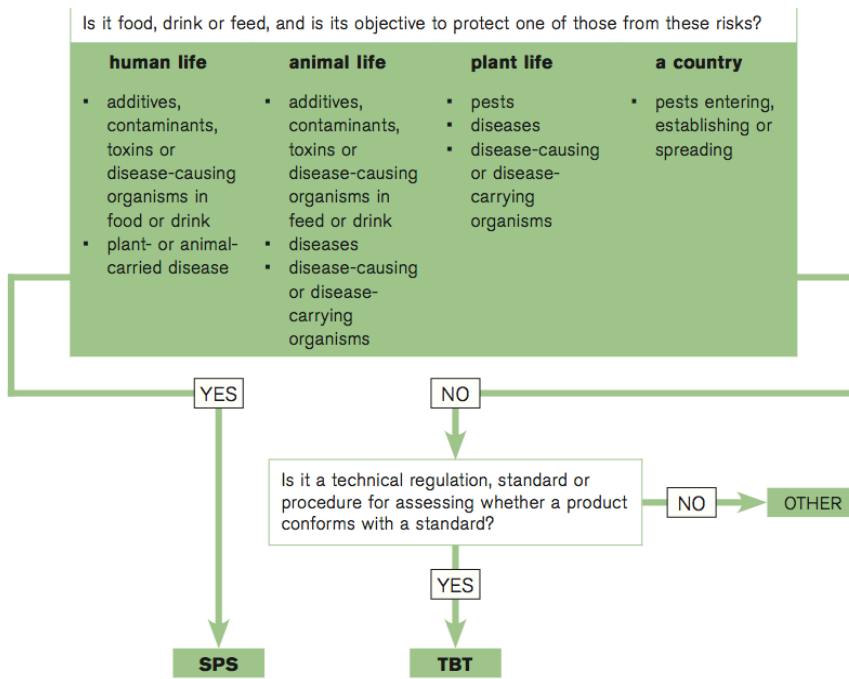 Is it food, drink or feed, and is its objective to protect one of those from these risks?
human life
▪ additives,
contaminants,
toxins or
disease-causing
organisms in
food or drink
▪ plant- or animal-
carried disease
animal life
▪ additives,
contaminants,
toxins or
disease-causing
organisms in
feed or drink
▪ diseases
▪ disease-causing
or disease-
carrying
organisms
plant life
▪ pests
▪ diseases
▪ disease-causing
or disease-
carrying
organisms
a country
▪ pests entering,
establishing or
spreading
YES
NO
Is it a technical regulation, standard or
procedure for assessing whether a product
conforms with a standard?
NO
OTHER
YES
SPS
TBT